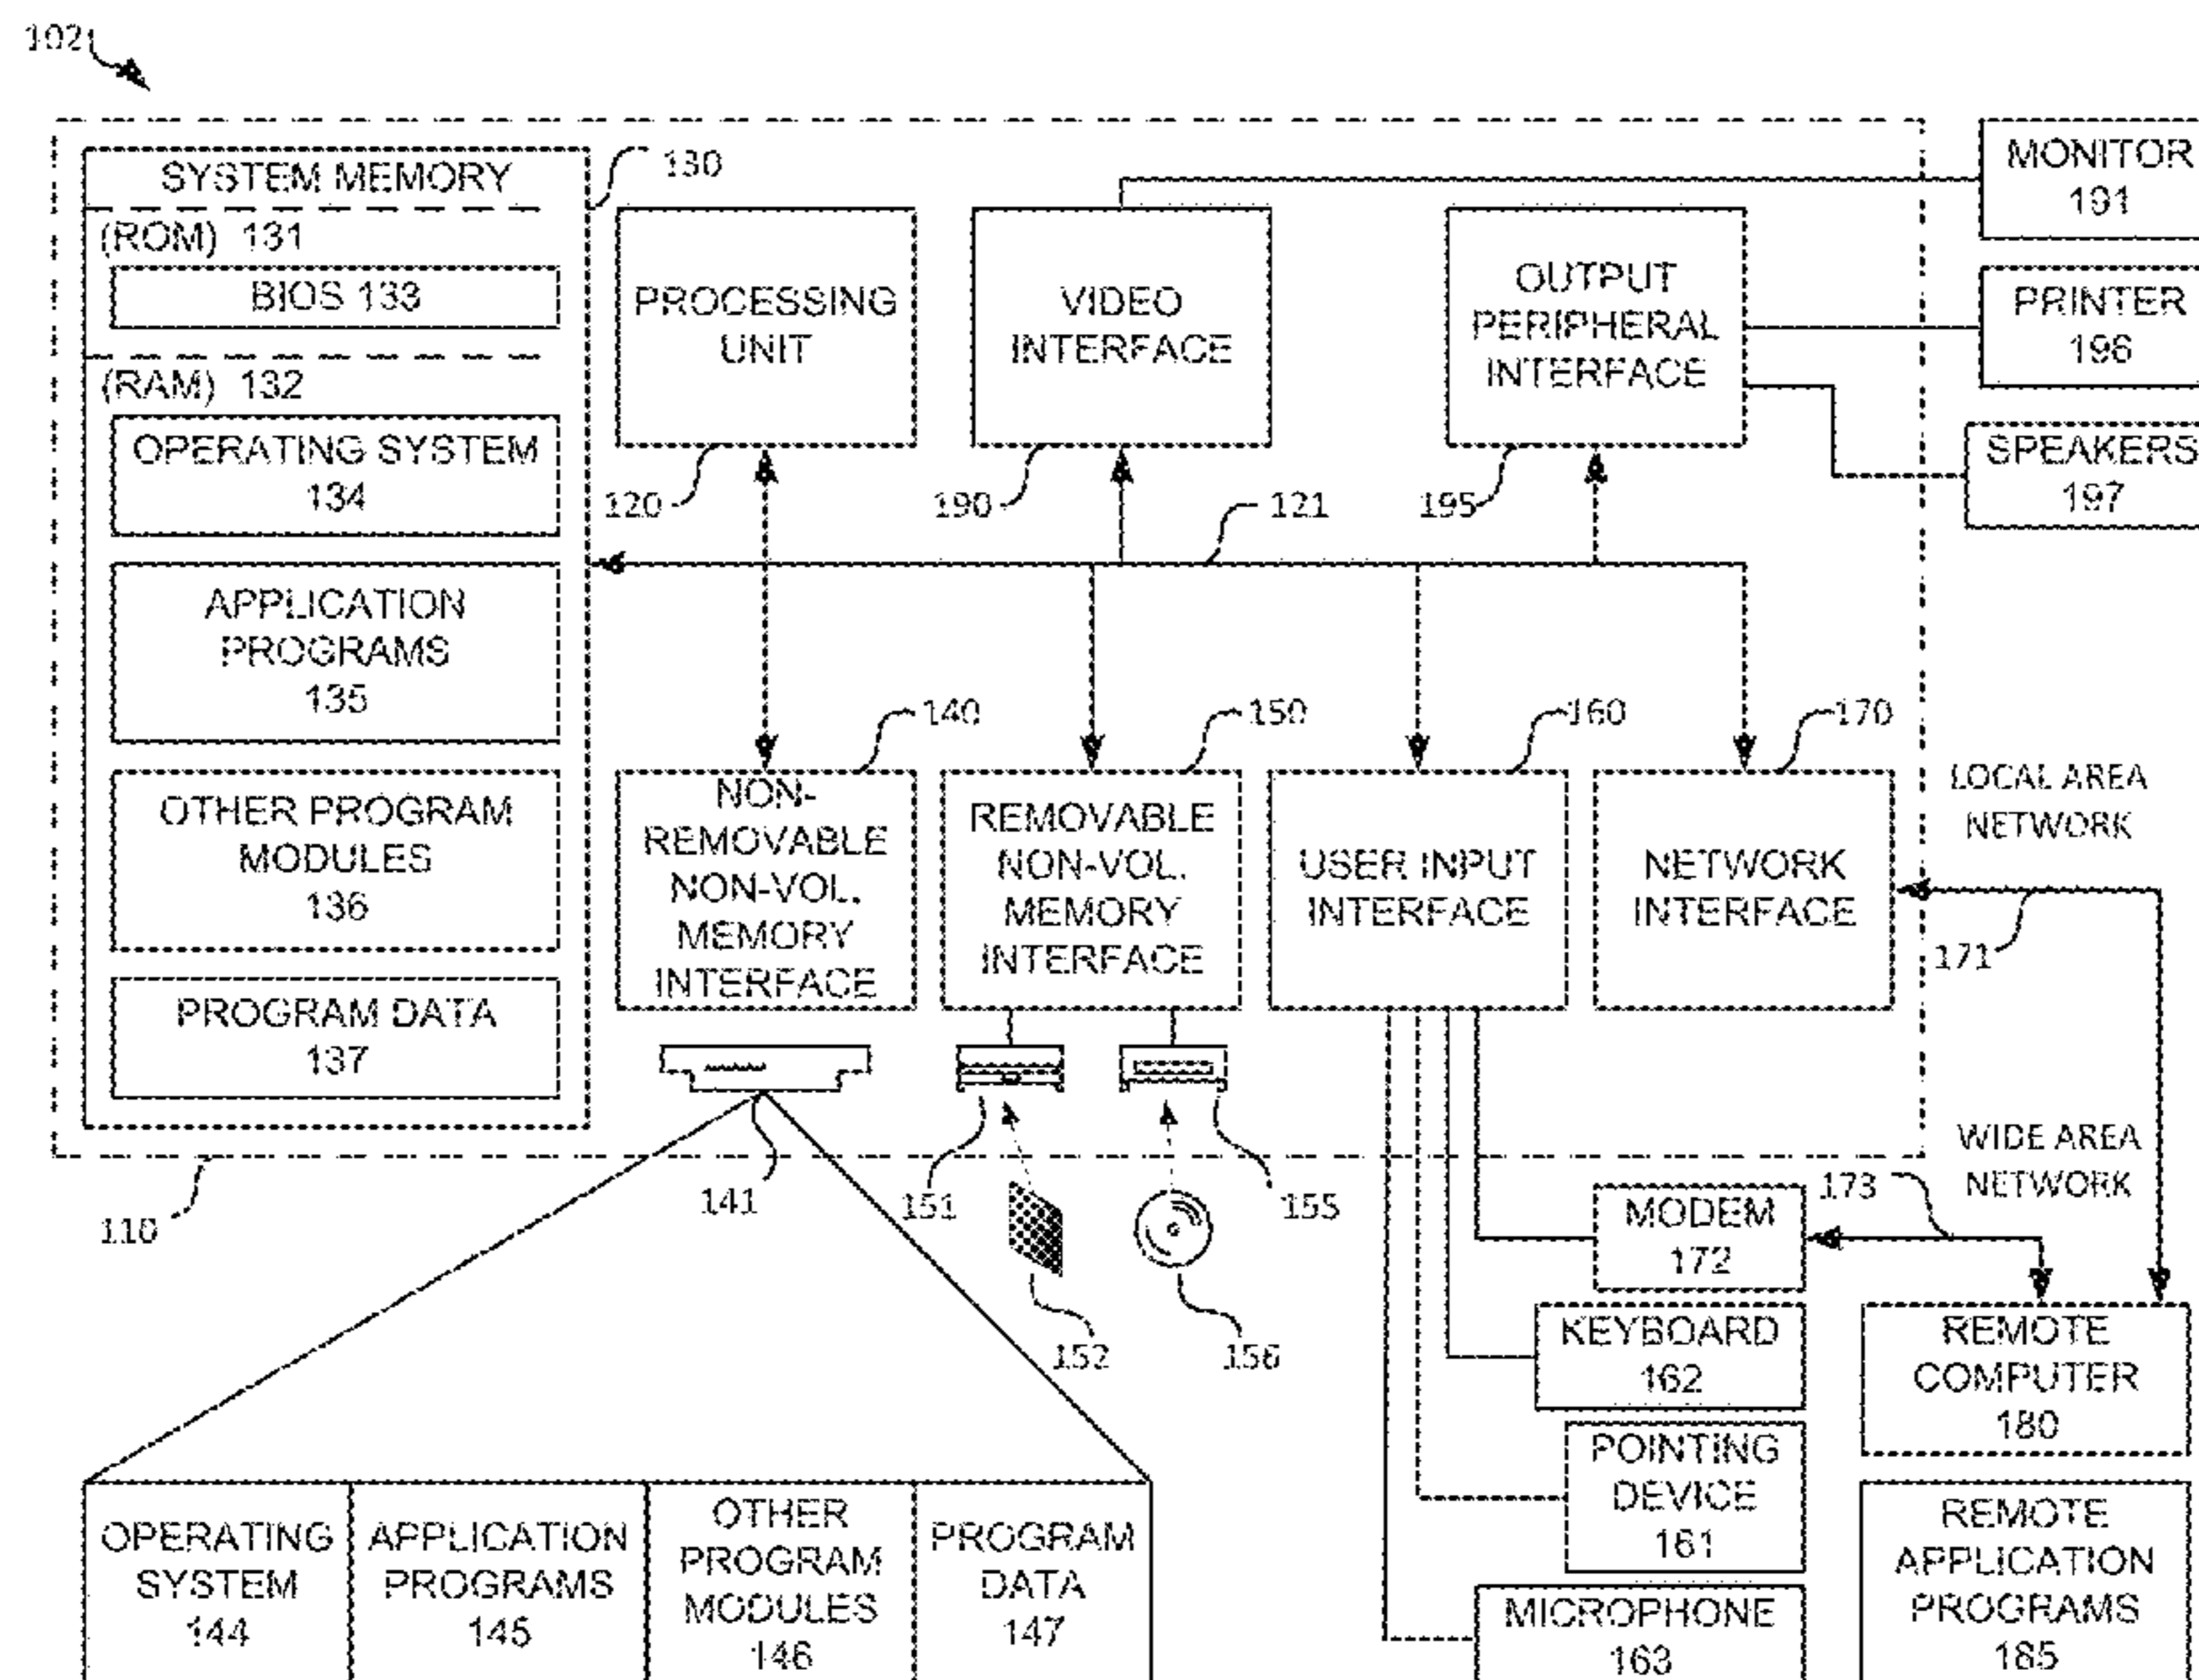 102
SYSTEM MEMORY
130
(ROM) 131
BIOS 133
(RAM) 132
OPERATING SYSTEM
134
APPLICATION
PROGRAMS
135
OTHER PROGRAM
MODULES
136
PROGRAM DATA
137
PROCESSING
UNIT
120
VIDEO
INTERFACE
190
121
OUTPUT
PERIPHERAL
INTERFACE
195
MONITOR
191
PRINTER
196
SPEAKERS
197
140
NON-
REMOVABLE
NON-VOL.
MEMORY
INTERFACE
150
REMOVABLE
NON-VOL.
MEMORY
INTERFACE
160
USER INPUT
INTERFACE
170
NETWORK
INTERFACE
LOCAL AREA
NETWORK
171
WIDE AREA
NETWORK
173
110
141
151
155
152
156
MODEM
172
KEYBOARD
162
POINTING
DEVICE
161
MICROPHONE
163
REMOTE
COMPUTER
180
REMOTE
APPLICATION
PROGRAMS
185
OPERATING
SYSTEM
144
APPLICATION
PROGRAMS
145
OTHER
PROGRAM
MODULES
146
PROGRAM
DATA
147